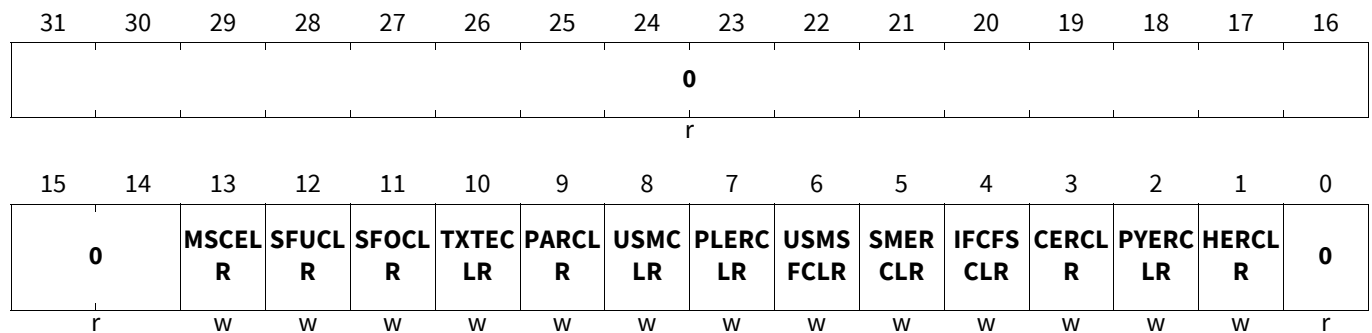 31 30 29 28 27 26 25 24 23 22 21 20 19 18 17 16
0
r
15 14 13 12 11 10 9 8 7 6 5 4 3 2 1 0
0 MSCEL SFUCL SFOCL TXTEC PARCL USMC PLERC USMS SMER IFCFS CERCL PYERC HERCL 0
R R R LR R LR LR FCLR CLR CLR R LR R
r w w w w w w w w w w w w w r